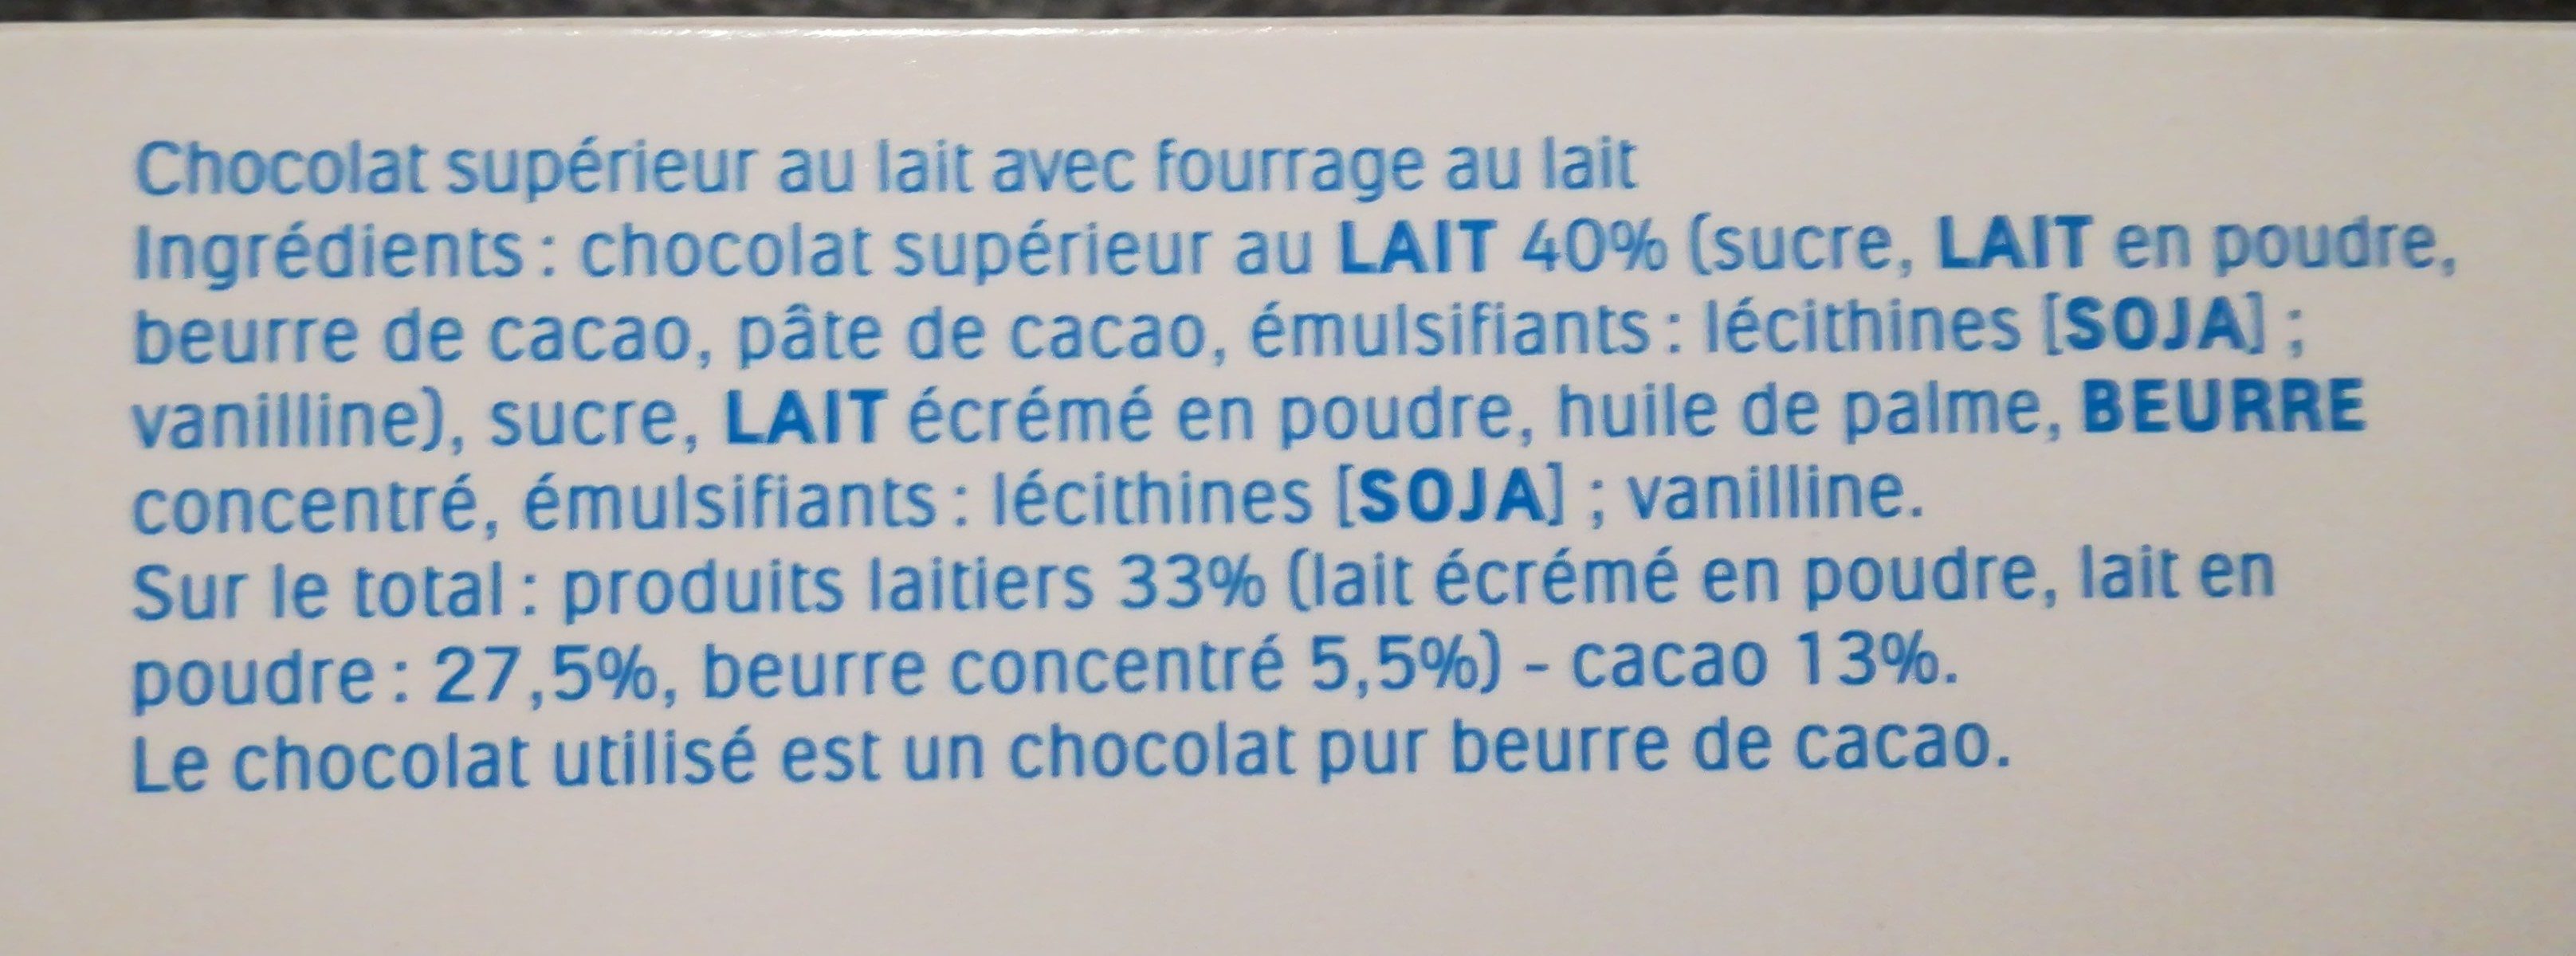 Chocolat supérieur au lait avec fourrage au lait
Ingrédients : chocolat supérieur au LAIT 40% (sucre, LAIT en poudre,
beurre de cacao, pâte de cacao, émulsifiants : lécithines [SOJA] ;
vanilline), sucre, LAIT écrémé en poudre, huile de palme, BEURRE
concentré, émulsifiants : lécithines [SOJA] ; vanilline.
Sur le total : produits laitiers 33% (lait écrémé en poudre, lait en
poudre : 27,5%, beurre concentré 5,5%) - cacao 13%.
Le chocolat utilisé est un chocolat pur beurre de cacao.